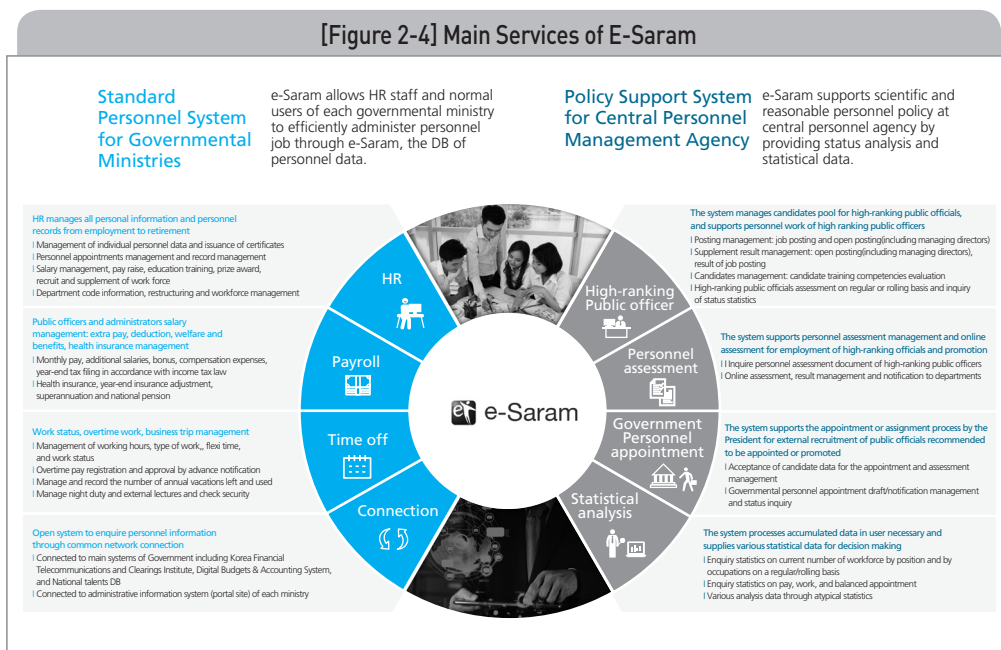 [Figure 2-4] Main Services of E-Saram
Standard
Personnel System
for Governmental
Ministries
e-Saram allows HR staff and normal
users of each governmental ministry
to efficiently administer personnel
job through e-Saram, the DB of
personnel data.
Policy Support System
for Central Personnel
Management Agency
e-Saram supports scientific and
reasonable personnel policy at
central personnel agency by
providing status analysis and
statistical data.
HR manages all personal information and personnel
records from employment to retirement
l Management of individual personnel data and issuance of certificates
l Personnel appointments management and record management
l Salary management, pay raise, education training, prize award,
recruit and supplement of work force
l Department code information, restructuring and workforce management
Public officers and administrators salary
management: extra pay, deduction, welfare and
benefits, health insurance management
l Monthly pay, additional salaries, bonus, compensation expenses,
year-end tax filing in accordance with income tax law
l Health insurance, year-end insurance adjustment,
superannuation and national pension
Work status, overtime work, business trip management
l Management of working hours, type of work,, flexi time,
and work status
l Overtime pay registration and approval by advance notification
l Manage and record the number of annual vacations left and used
l Manage night duty and external lectures and check security
Open system to enquire personnel information
through common network connection
l Connected to main systems of Government including Korea Financial
Telecommunications and Clearings Institute, Digital Budgets & Accounting System,
and National talents DB
l Connected to administrative information system (portal site) of each ministry
HR
Payroll
Time off
Connection
e-Saram
High-ranking
Public officer
Personnel
assessment
Government
Personnel
appointment
Statistical
analysis
The system manages candidates pool for high-ranking public officials,
and supports personnel work of high ranking public officers
l Posting management: job posting and open posting(including managing directors)
l Supplement result management: open posting(including managing directors),
result of job posting
l Candidates management: candidate training competencies evaluation
l High-ranking public officials assessment on regular or rolling basis and inquiry
of status statistics
The system supports personnel assessment management and online
assessment for employment of high-ranking officials and promotion
l l Inquire personnel assessment document of high-ranking public officers
l Online assessment, result management and notification to departments
The system supports the appointment or assignment process by the
President for external recruitment of public officials recommended
to be appointed or promoted
l Acceptance of candidate data for the appointment and assessment
management
l Governmental personnel appointment draft/notification management
and status inquiry
The system processes accumulated data in user necessary and
supplies various statistical data for decision making
l Enquiry statistics on current number of workforce by position and by
occupations on a regular/rolling basis
l Enquiry statistics on pay, work, and balanced appointment
l Various analysis data through atypical statistics